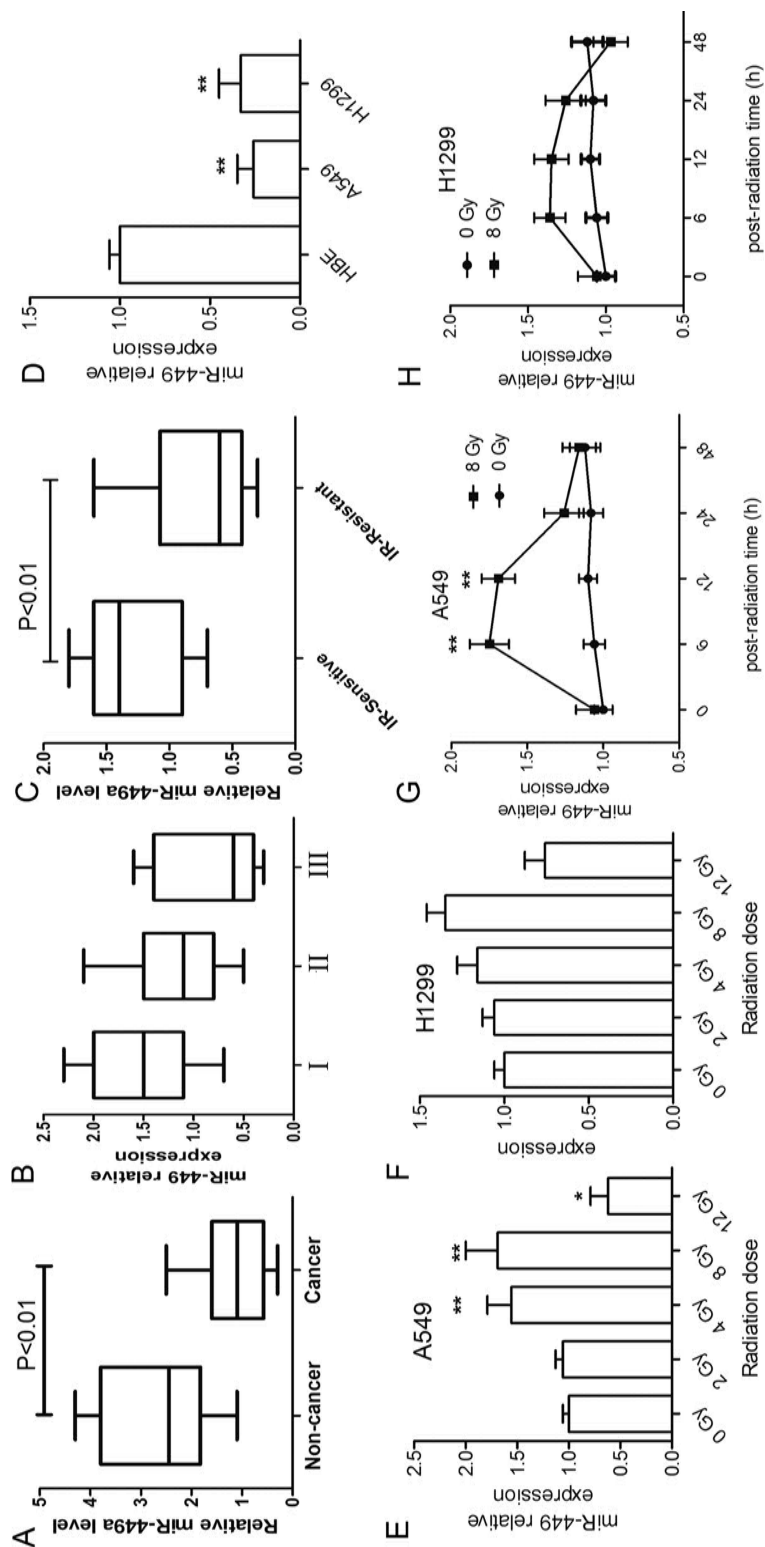 A
Relative miR-449a level
5
4
3
2
1
0
P<0.01
Non-cancer
Cancer
B
miR-449 relative
expression
2.5
2.0
1.5
1.0
0.5
0.0
I
II
III
C
Relative miR-449a level
2.0
1.5
1.0
0.5
0.0
P<0.01
IR-Sensitive
IR-Resistant
D
miR-449 relative
expression
1.5
1.0
0.5
0.0
**
**
HBE
A549
H1299
E
miR-449 relative
expression
2.5
2.0
1.5
1.0
0.5
0.0
A549
**
**
*
0 Gy
2 Gy
4 Gy
8 Gy
12 Gy
Radiation dose
F
miR-449 relative
expression
1.5
1.0
0.5
0.0
H1299
0 Gy
2 Gy
4 Gy
8 Gy
12 Gy
Radiation dose
G
miR-449 relative
expression
2.0
1.5
1.0
0.5
A549
**
**
8 Gy
0 Gy
0
6
12
24
48
post-radiation time (h)
H
miR-449 relative
expression
2.0
1.5
1.0
0.5
H1299
0 Gy
8 Gy
0
6
12
24
48
post-radiation time (h)